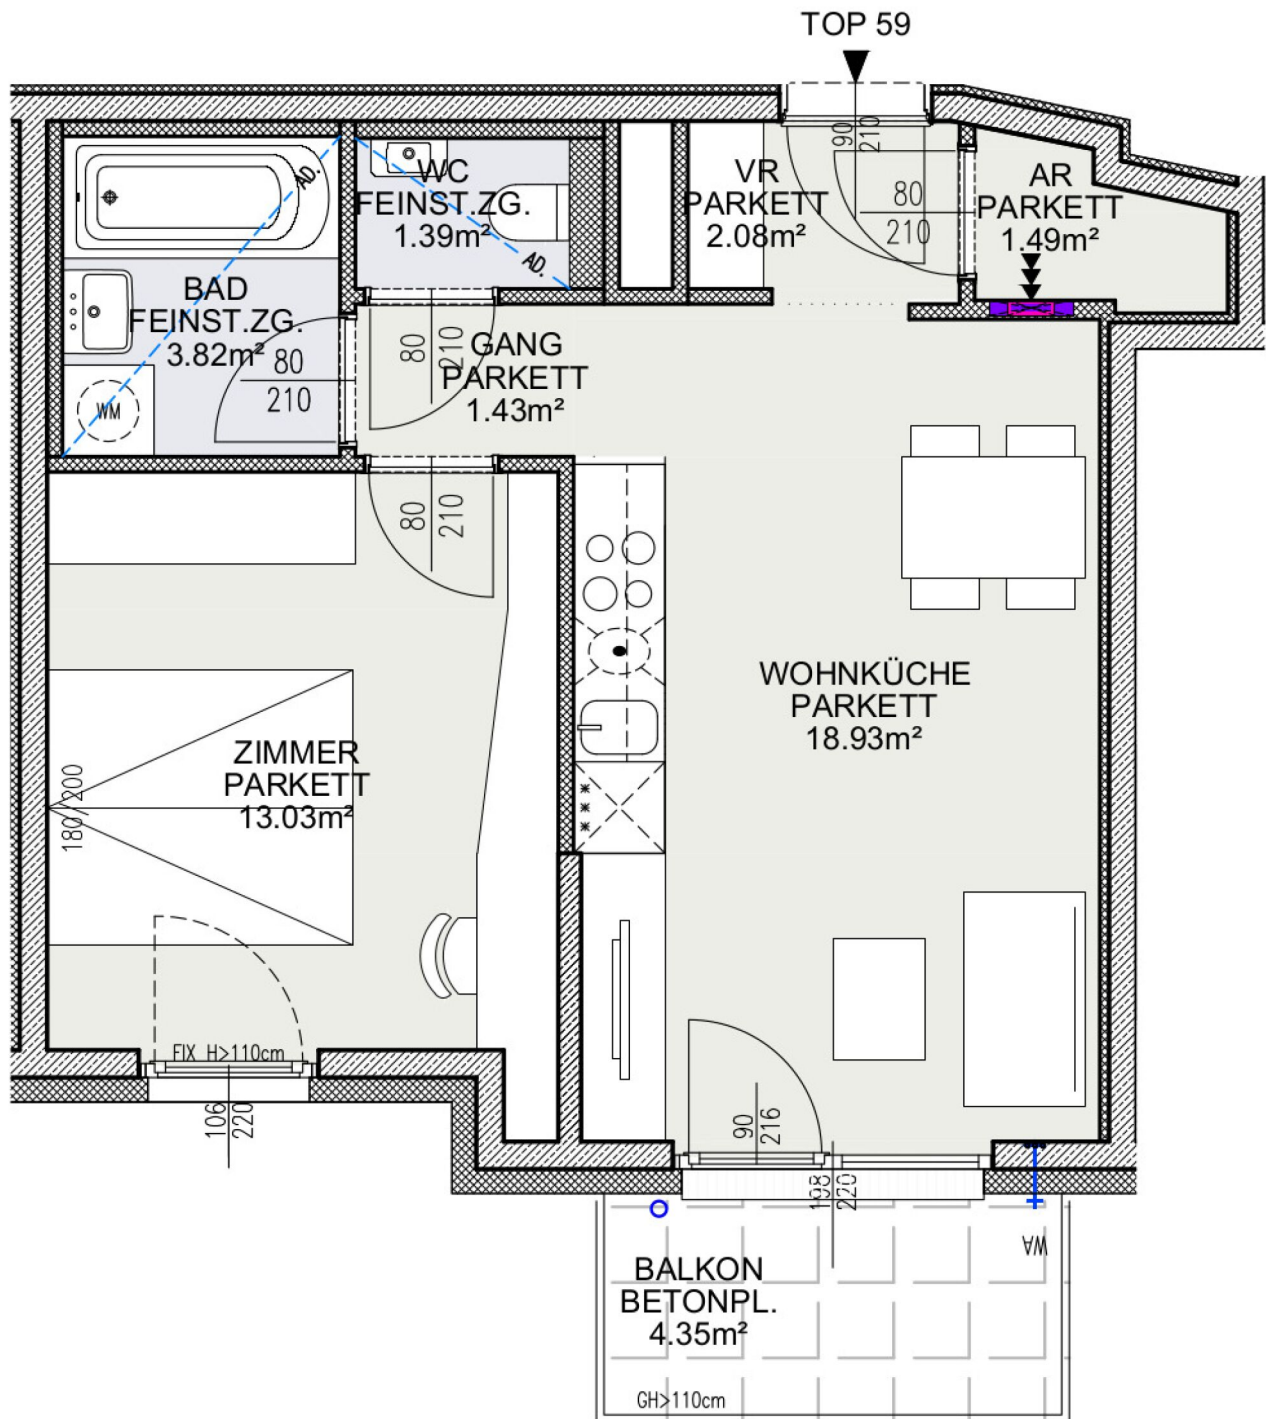 TOP 59
90
210
WC
FEINST.ZG.
1.39m²
AD.
VR
PARKETT
2.08m²
80
210
AR
PARKETT
1.49m²
AD.
BAD
FEINST.ZG.
3.82m²
80
210
WM
80
210
GANG
PARKETT
1.43m²
80
210
WOHNKÜCHE
PARKETT
18.93m²
ZIMMER
PARKETT
13.03m²
180/200
FIX H>110cm
106
220
90
216
198
220
WA
BALKON
BETONPL.
4.35m²
GH>110cm